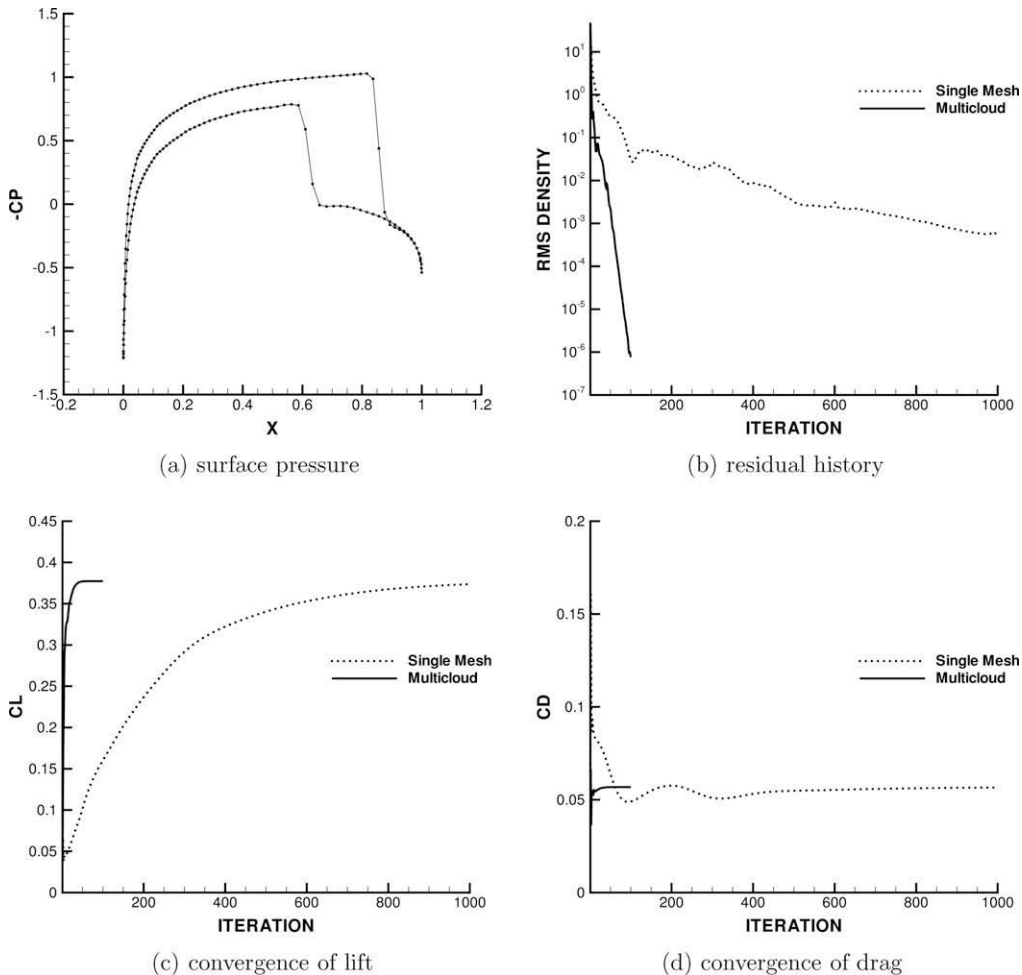 1.5
1
0.5
0
-0.5
-1
-1.5
-CP
-0.2 0 0.2 0.4 0.6 0.8 1 1.2
X
(a) surface pressure
10^1
10^0
10^-1
10^-2
10^-3
10^-4
10^-5
10^-6
10^-7
RMS DENSITY
Single Mesh
Multicloud
200 400 600 800 1000
ITERATION
(b) residual history
0.45
0.4
0.35
0.3
0.25
0.2
0.15
0.1
0.05
0
CL
Single Mesh
Multicloud
200 400 600 800 1000
ITERATION
(c) convergence of lift
0.2
0.15
0.1
0.05
0
CD
Single Mesh
Multicloud
200 400 600 800 1000
ITERATION
(d) convergence of drag